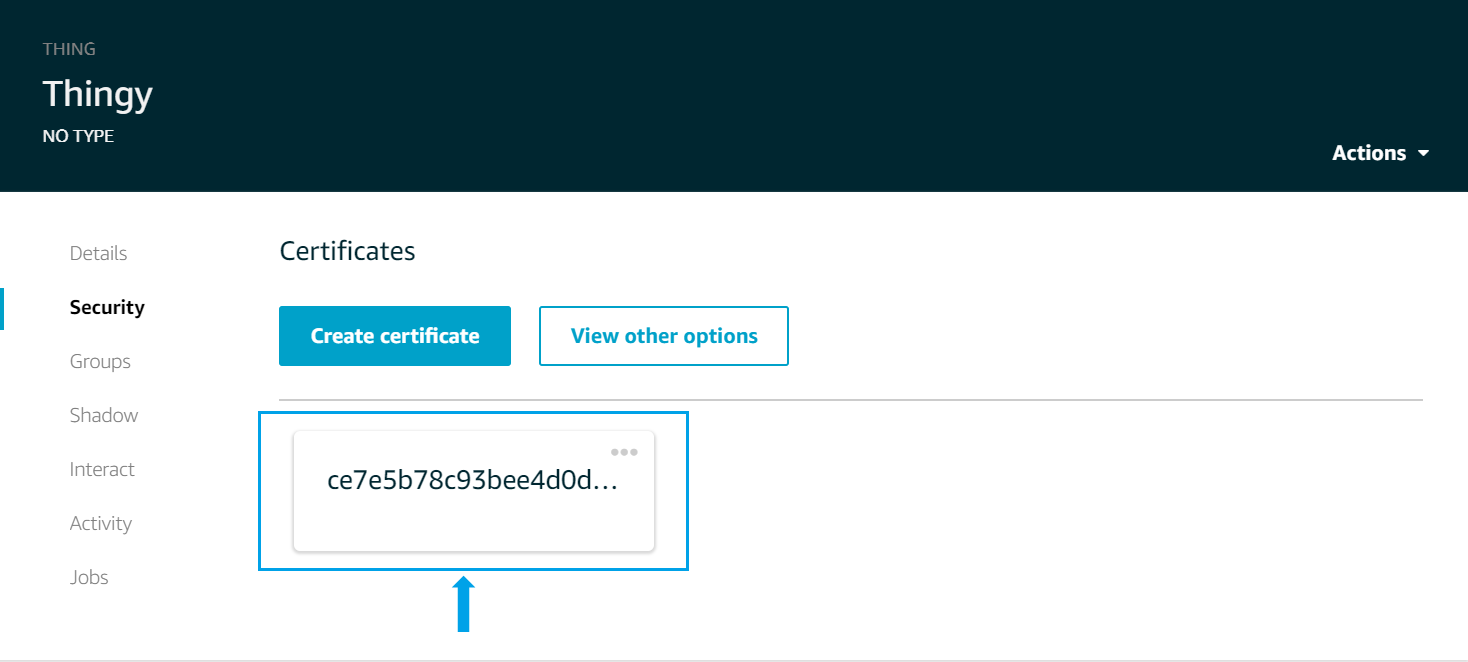 THING
Thingy
NO TYPE
Actions
Details
Security
Groups
Shadow
Interact
Activity
Jobs
Certificates
Create certificate
View other options
ce7e5b78c93bee4d0d...